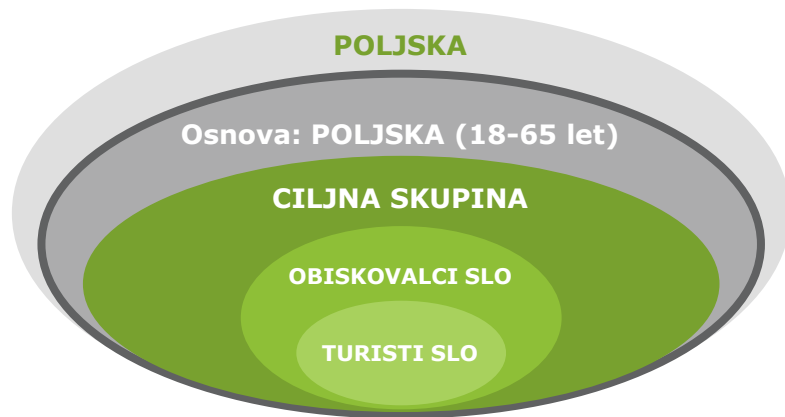 POLJSKA
Osnova: POLJSKA (18-65 let)
CILJNA SKUPINA
OBISKOVALCI SLO
TURISTI SLO